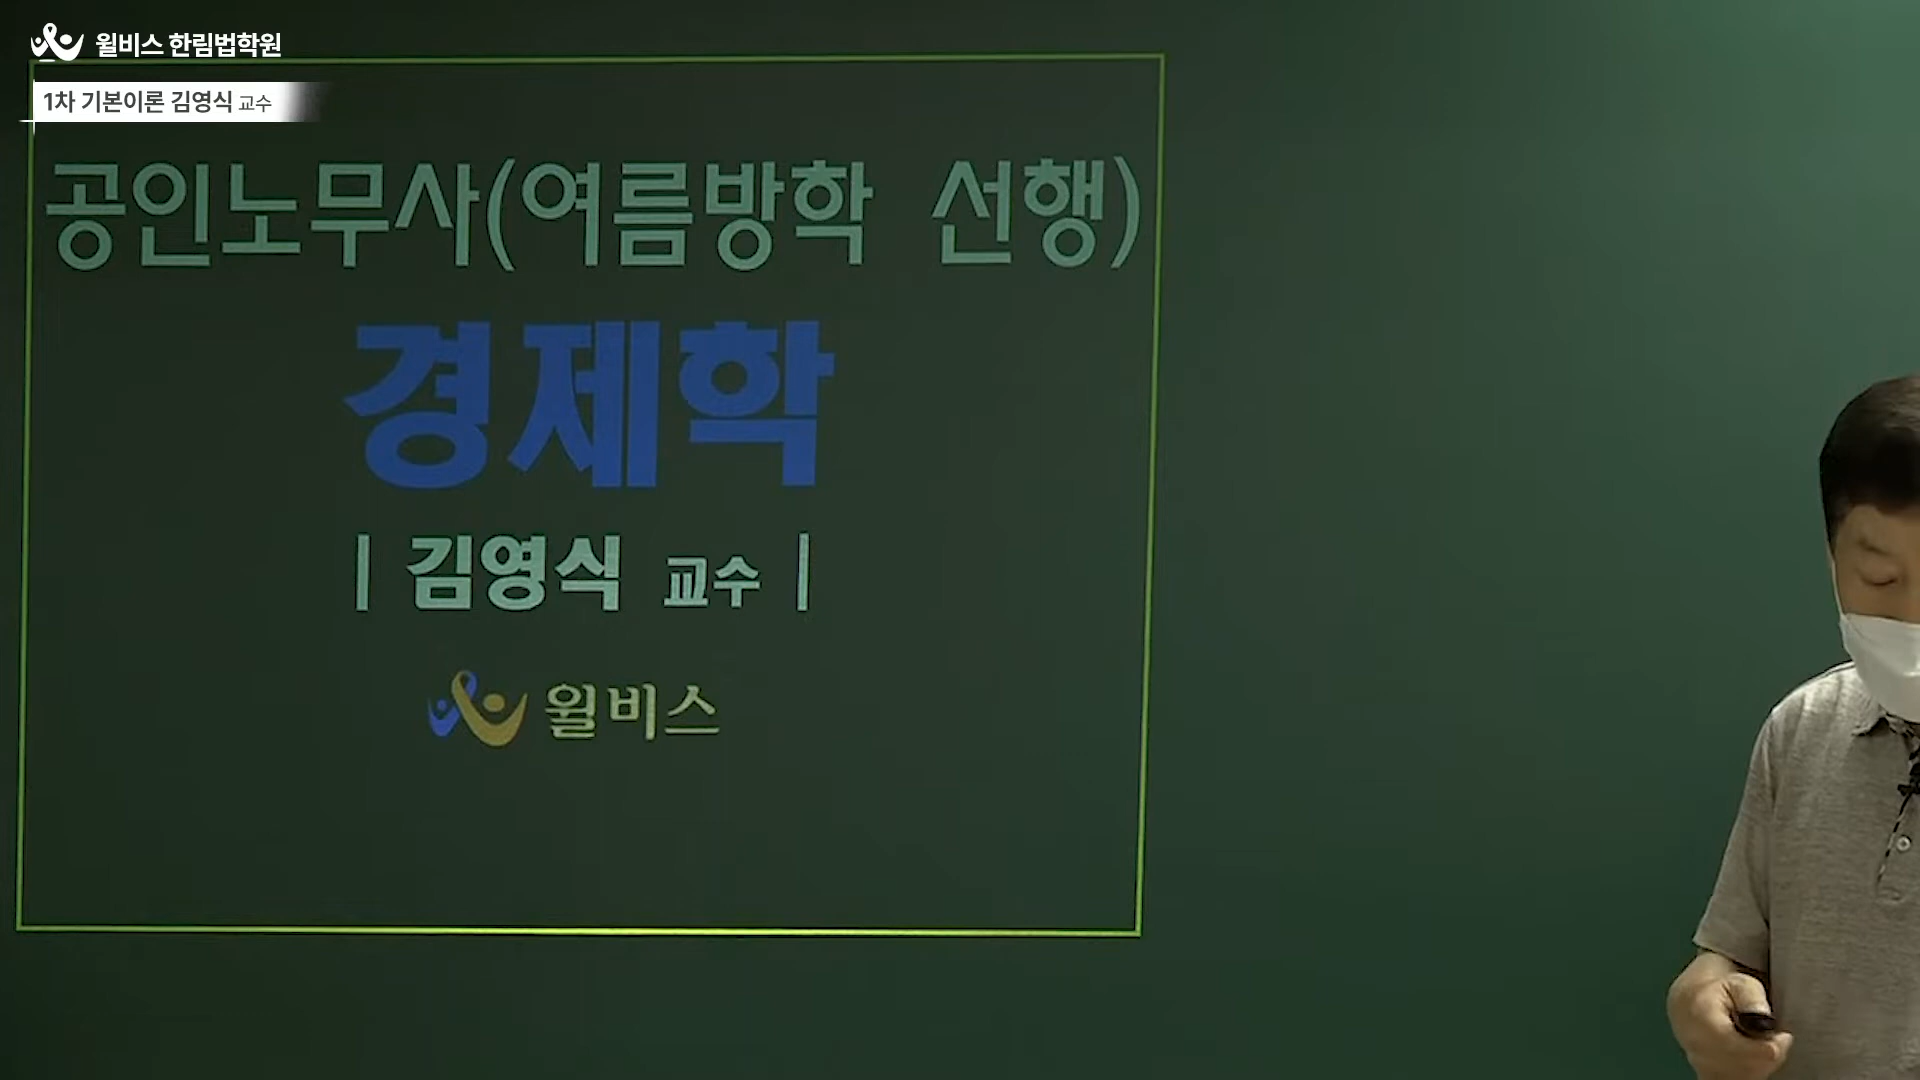 윌비스 한림법학원
1차 기본이론 김영식 교수
공인노무사(여름방학 선행)
경제학
| 김영식 교수 |
윌비스